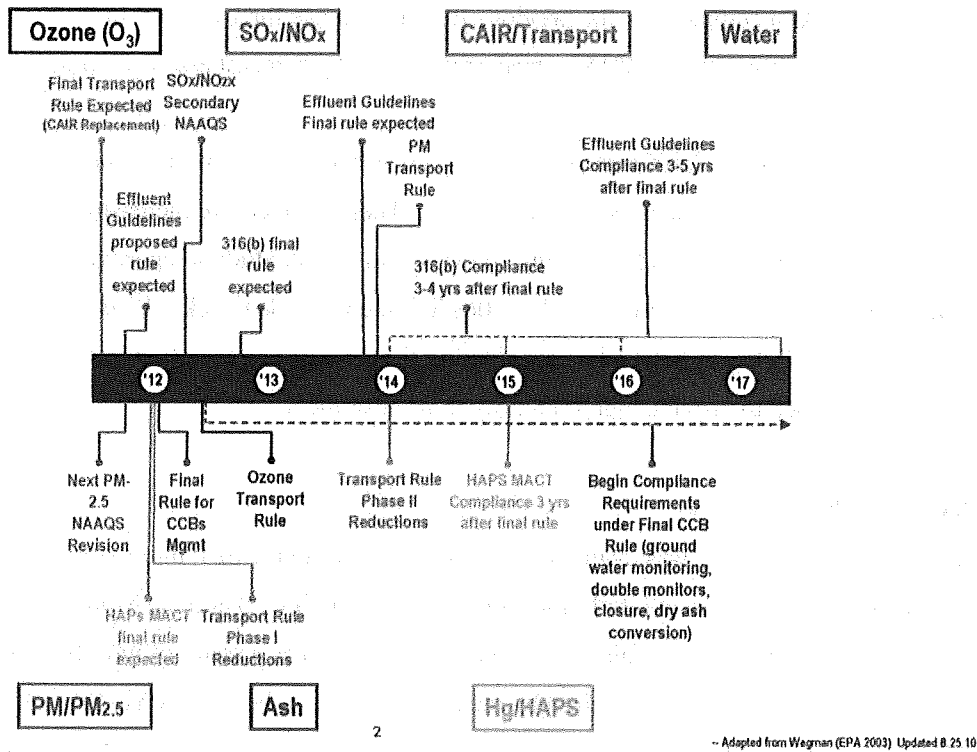 Ozone (O3)
SOx/NOx
CAIR/Transport
Water
Final Transport
Rule Expected
(CAIR Replacement)
SOx/NO2x
Secondary
NAAQS
Effluent Guidelines
Final rule expected
PM
Transport
Rule
Effluent Guidelines
Compliance 3-5 yrs
after final rule
Effluent
Guidelines
proposed
rule
expected
316(b) final
rule
expected
316(b) Compliance
3-4 yrs after final rule
'12
'13
'14
'15
'16
'17
Next PM-
2.5
NAAQS
Revision
Final
Rule for
CCBs
Mgmt
Ozone
Transport
Rule
Transport Rule
Phase II
Reductions
HAPS MACT
Compliance 3 yrs
after final rule
Begin Compliance
Requirements
under Final CCB
Rule (ground
water monitoring,
double monitors,
closure, dry ash
conversion)
HAPs MACT
final rule
expected
Transport Rule
Phase I
Reductions
PM/PM2.5
Ash
Hg/HAPS
2
-- Adapted from Wegman (EPA 2003) Updated 8.25.10